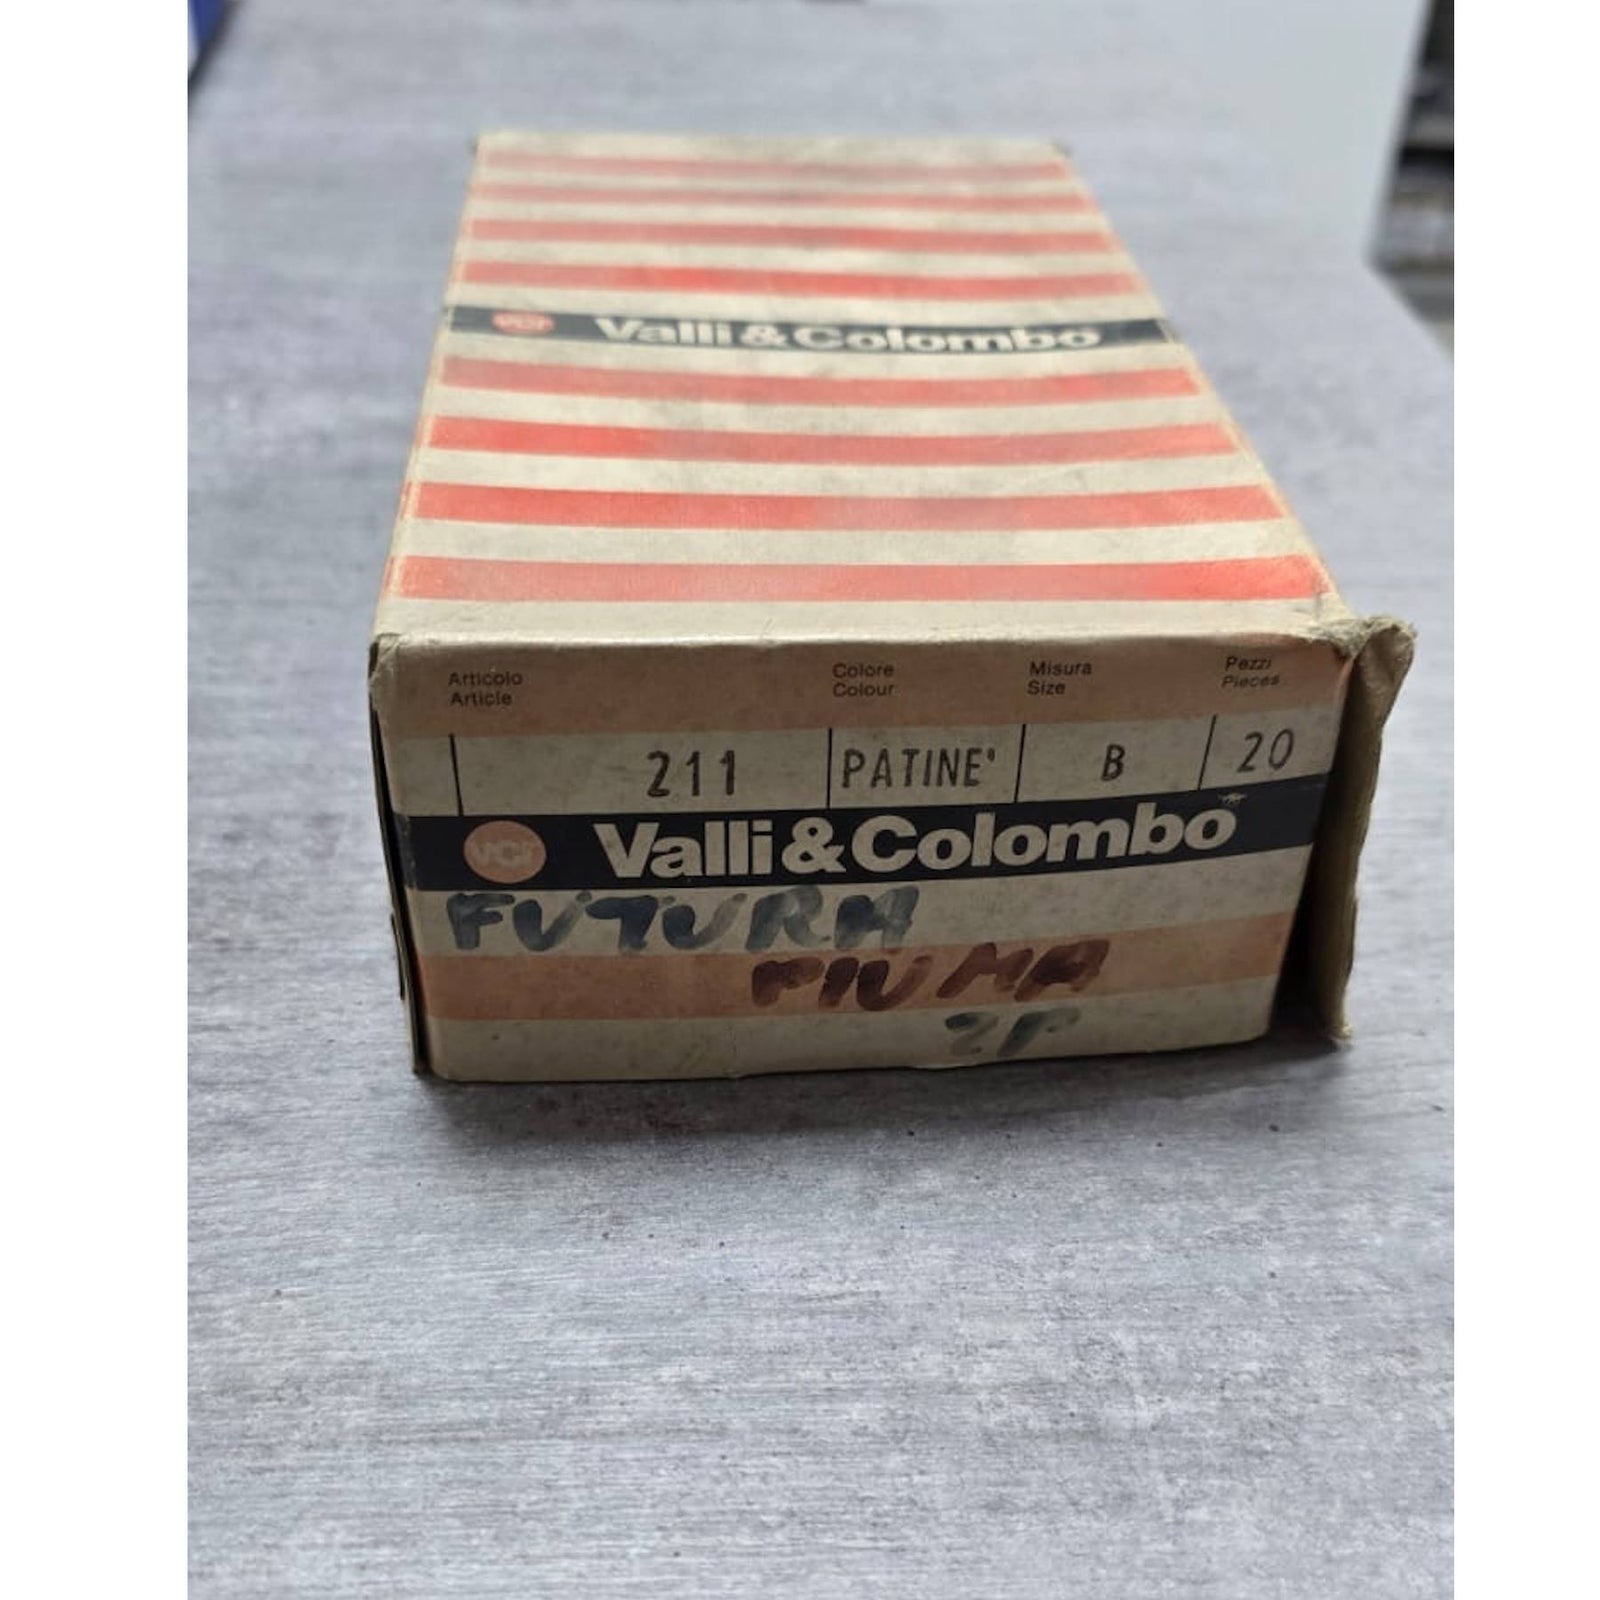 Valli&Colombo
Articolo Colore Misura Pezzi
Article Colour Size Pieces
211 PATINE' B 20
VCF Valli&Colombo
FUTURA
PIUMA
2P